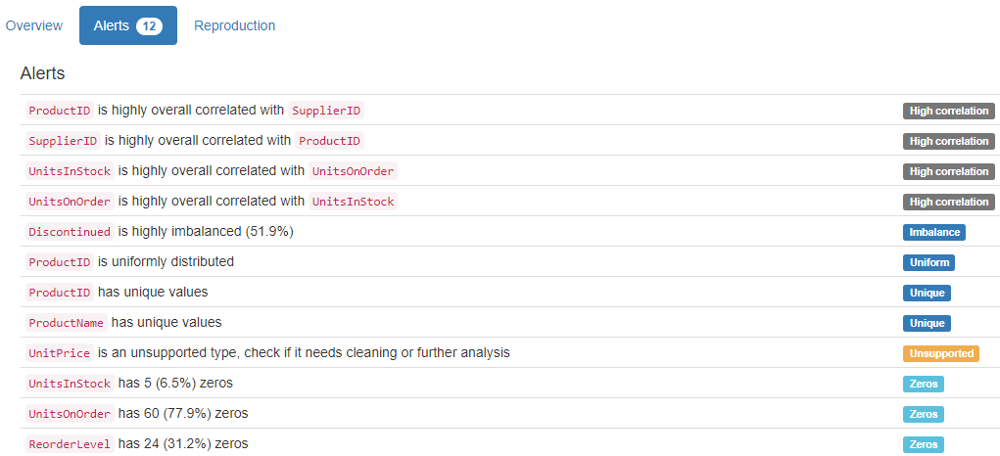 Overview Alerts 12 Reproduction
Alerts
ProductID is highly overall correlated with SupplierID High correlation
SupplierID is highly overall correlated with ProductID High correlation
UnitsInStock is highly overall correlated with UnitsOnOrder High correlation
UnitsOnOrder is highly overall correlated with UnitsInStock High correlation
Discontinued is highly imbalanced (51.9%) Imbalance
ProductID is uniformly distributed Uniform
ProductID has unique values Unique
ProductName has unique values Unique
UnitPrice is an unsupported type, check if it needs cleaning or further analysis Unsupported
UnitsInStock has 5 (6.5%) zeros Zeros
UnitsOnOrder has 60 (77.9%) zeros Zeros
ReorderLevel has 24 (31.2%) zeros Zeros